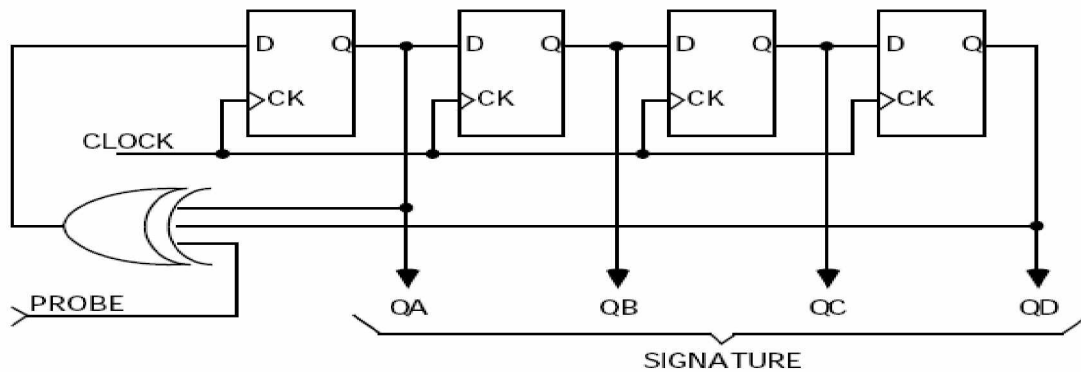 D Q D Q D Q D Q
CK CK CK CK
CLOCK
PROBE
QA QB QC QD
SIGNATURE